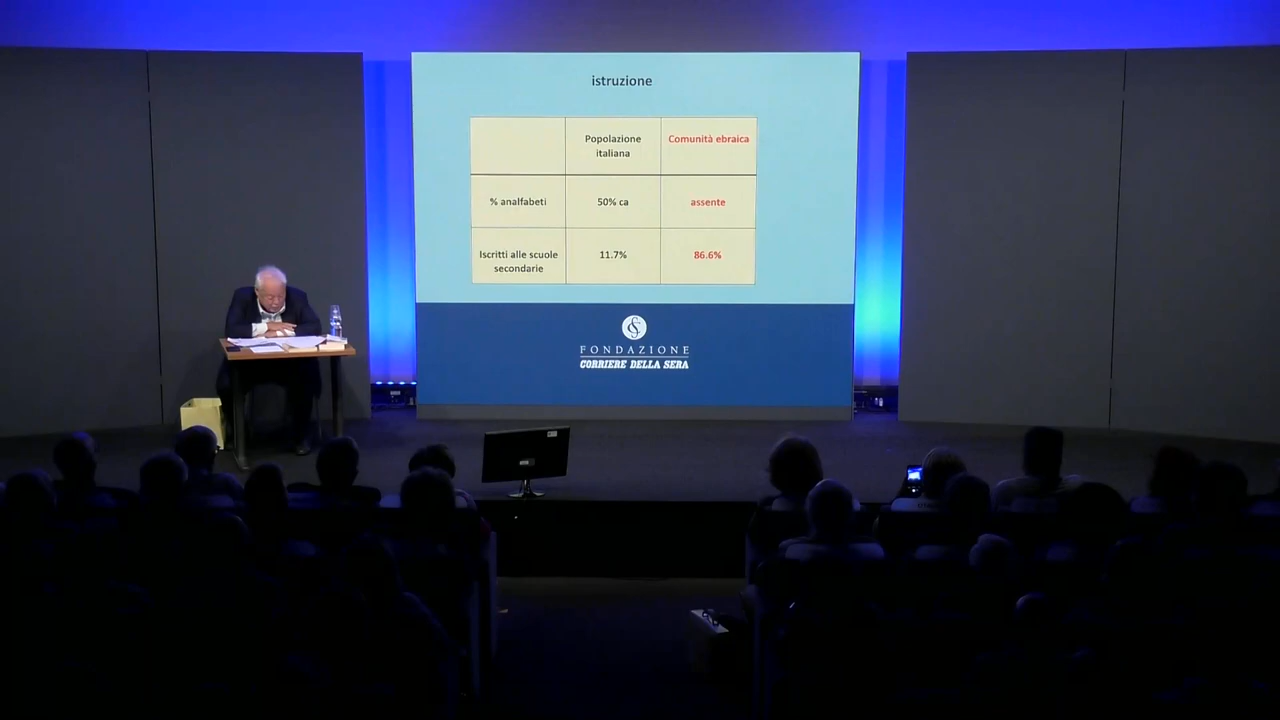 istruzione
Popolazione
italiana
Comunità ebraica
% analfabeti
50% ca
assente
Iscritti alle scuole
secondarie
11.7%
86.6%
FONDAZIONE
CORRIERE DELLA SERA